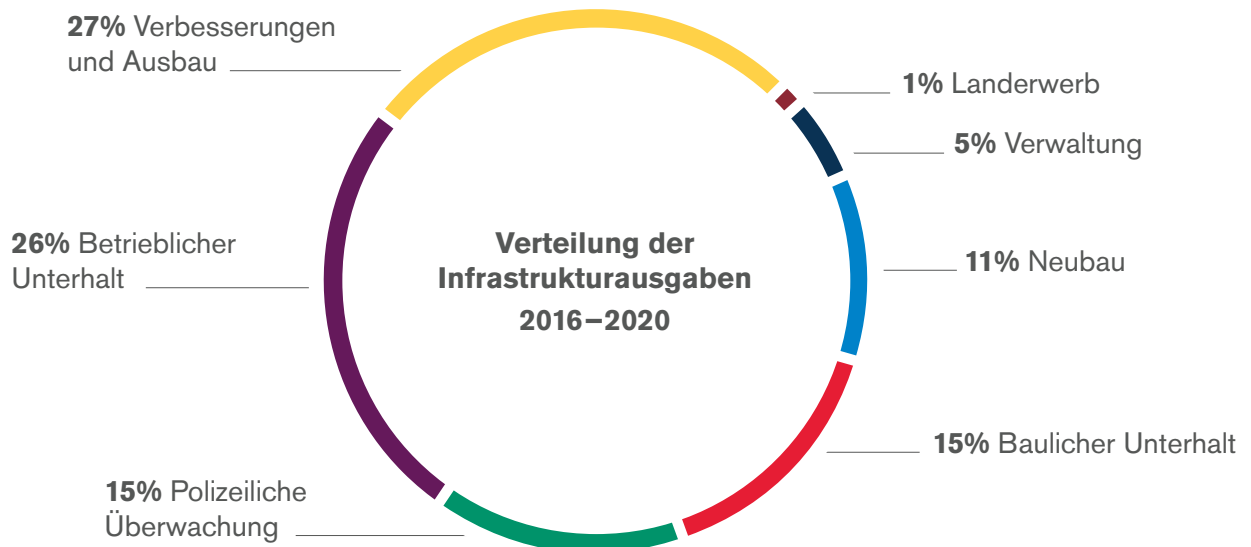 27% Verbesserungen
und Ausbau
1% Landerwerb
5% Verwaltung
26% Betrieblicher
Unterhalt
Verteilung der
Infrastrukturausgaben
2016–2020
11% Neubau
15% Baulicher Unterhalt
15% Polizeiliche
Überwachung